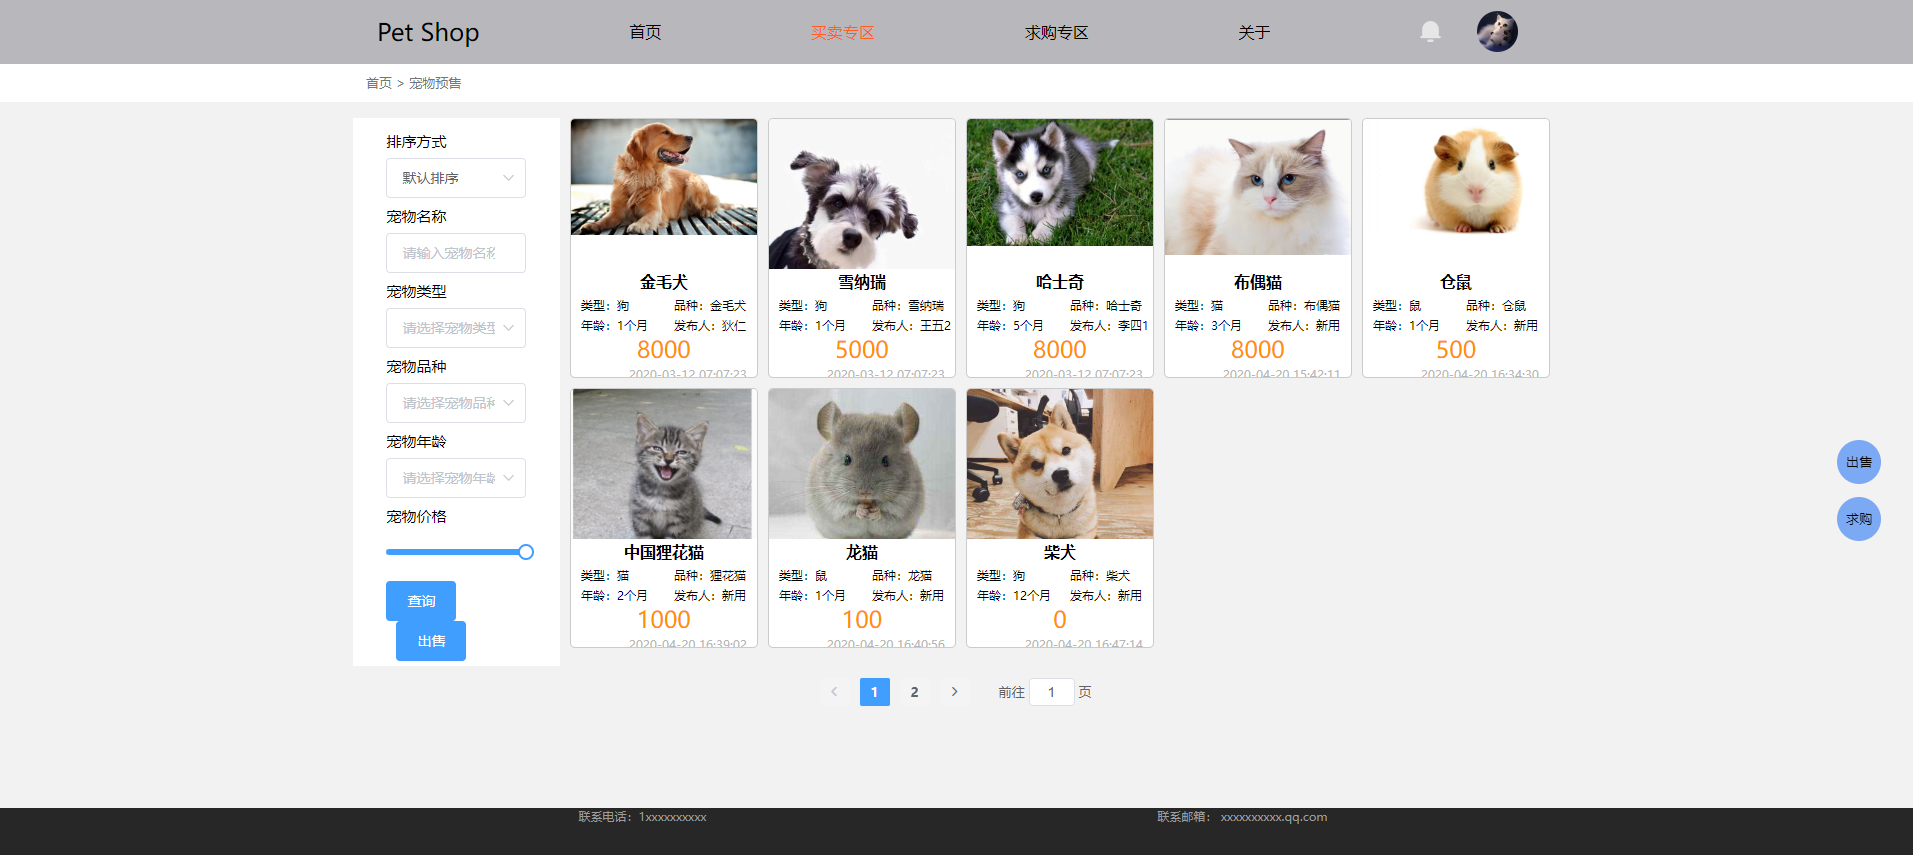 Pet Shop 首页 买卖专区 求购专区 关于
首页 > 宠物预售
排序方式
默认排序
宠物名称
请输入宠物名称
宠物类型
请选择宠物类型
宠物品种
请选择宠物品种
宠物年龄
请选择宠物年龄
宠物价格
查询
出售
金毛犬
类型：狗 品种：金毛犬
年龄：1个月 发布人：狄仁
8000
2020-03-12 07:07:23
雪纳瑞
类型：狗 品种：雪纳瑞
年龄：1个月 发布人：王五2
5000
2020-03-12 07:07:23
哈士奇
类型：狗 品种：哈士奇
年龄：5个月 发布人：李四1
8000
2020-03-12 07:07:23
布偶猫
类型：猫 品种：布偶猫
年龄：3个月 发布人：新用
8000
2020-04-20 15:42:11
仓鼠
类型：鼠 品种：仓鼠
年龄：1个月 发布人：新用
500
2020-04-20 16:34:30
中国狸花猫
类型：猫 品种：狸花猫
年龄：2个月 发布人：新用
1000
2020-04-20 16:39:02
龙猫
类型：鼠 品种：龙猫
年龄：1个月 发布人：新用
100
2020-04-20 16:40:56
柴犬
类型：狗 品种：柴犬
年龄：12个月 发布人：新用
0
2020-04-20 16:47:14
出售
求购
1 2 前往 1 页
联系电话：1xxxxxxxxxx 联系邮箱： xxxxxxxxxx.qq.com